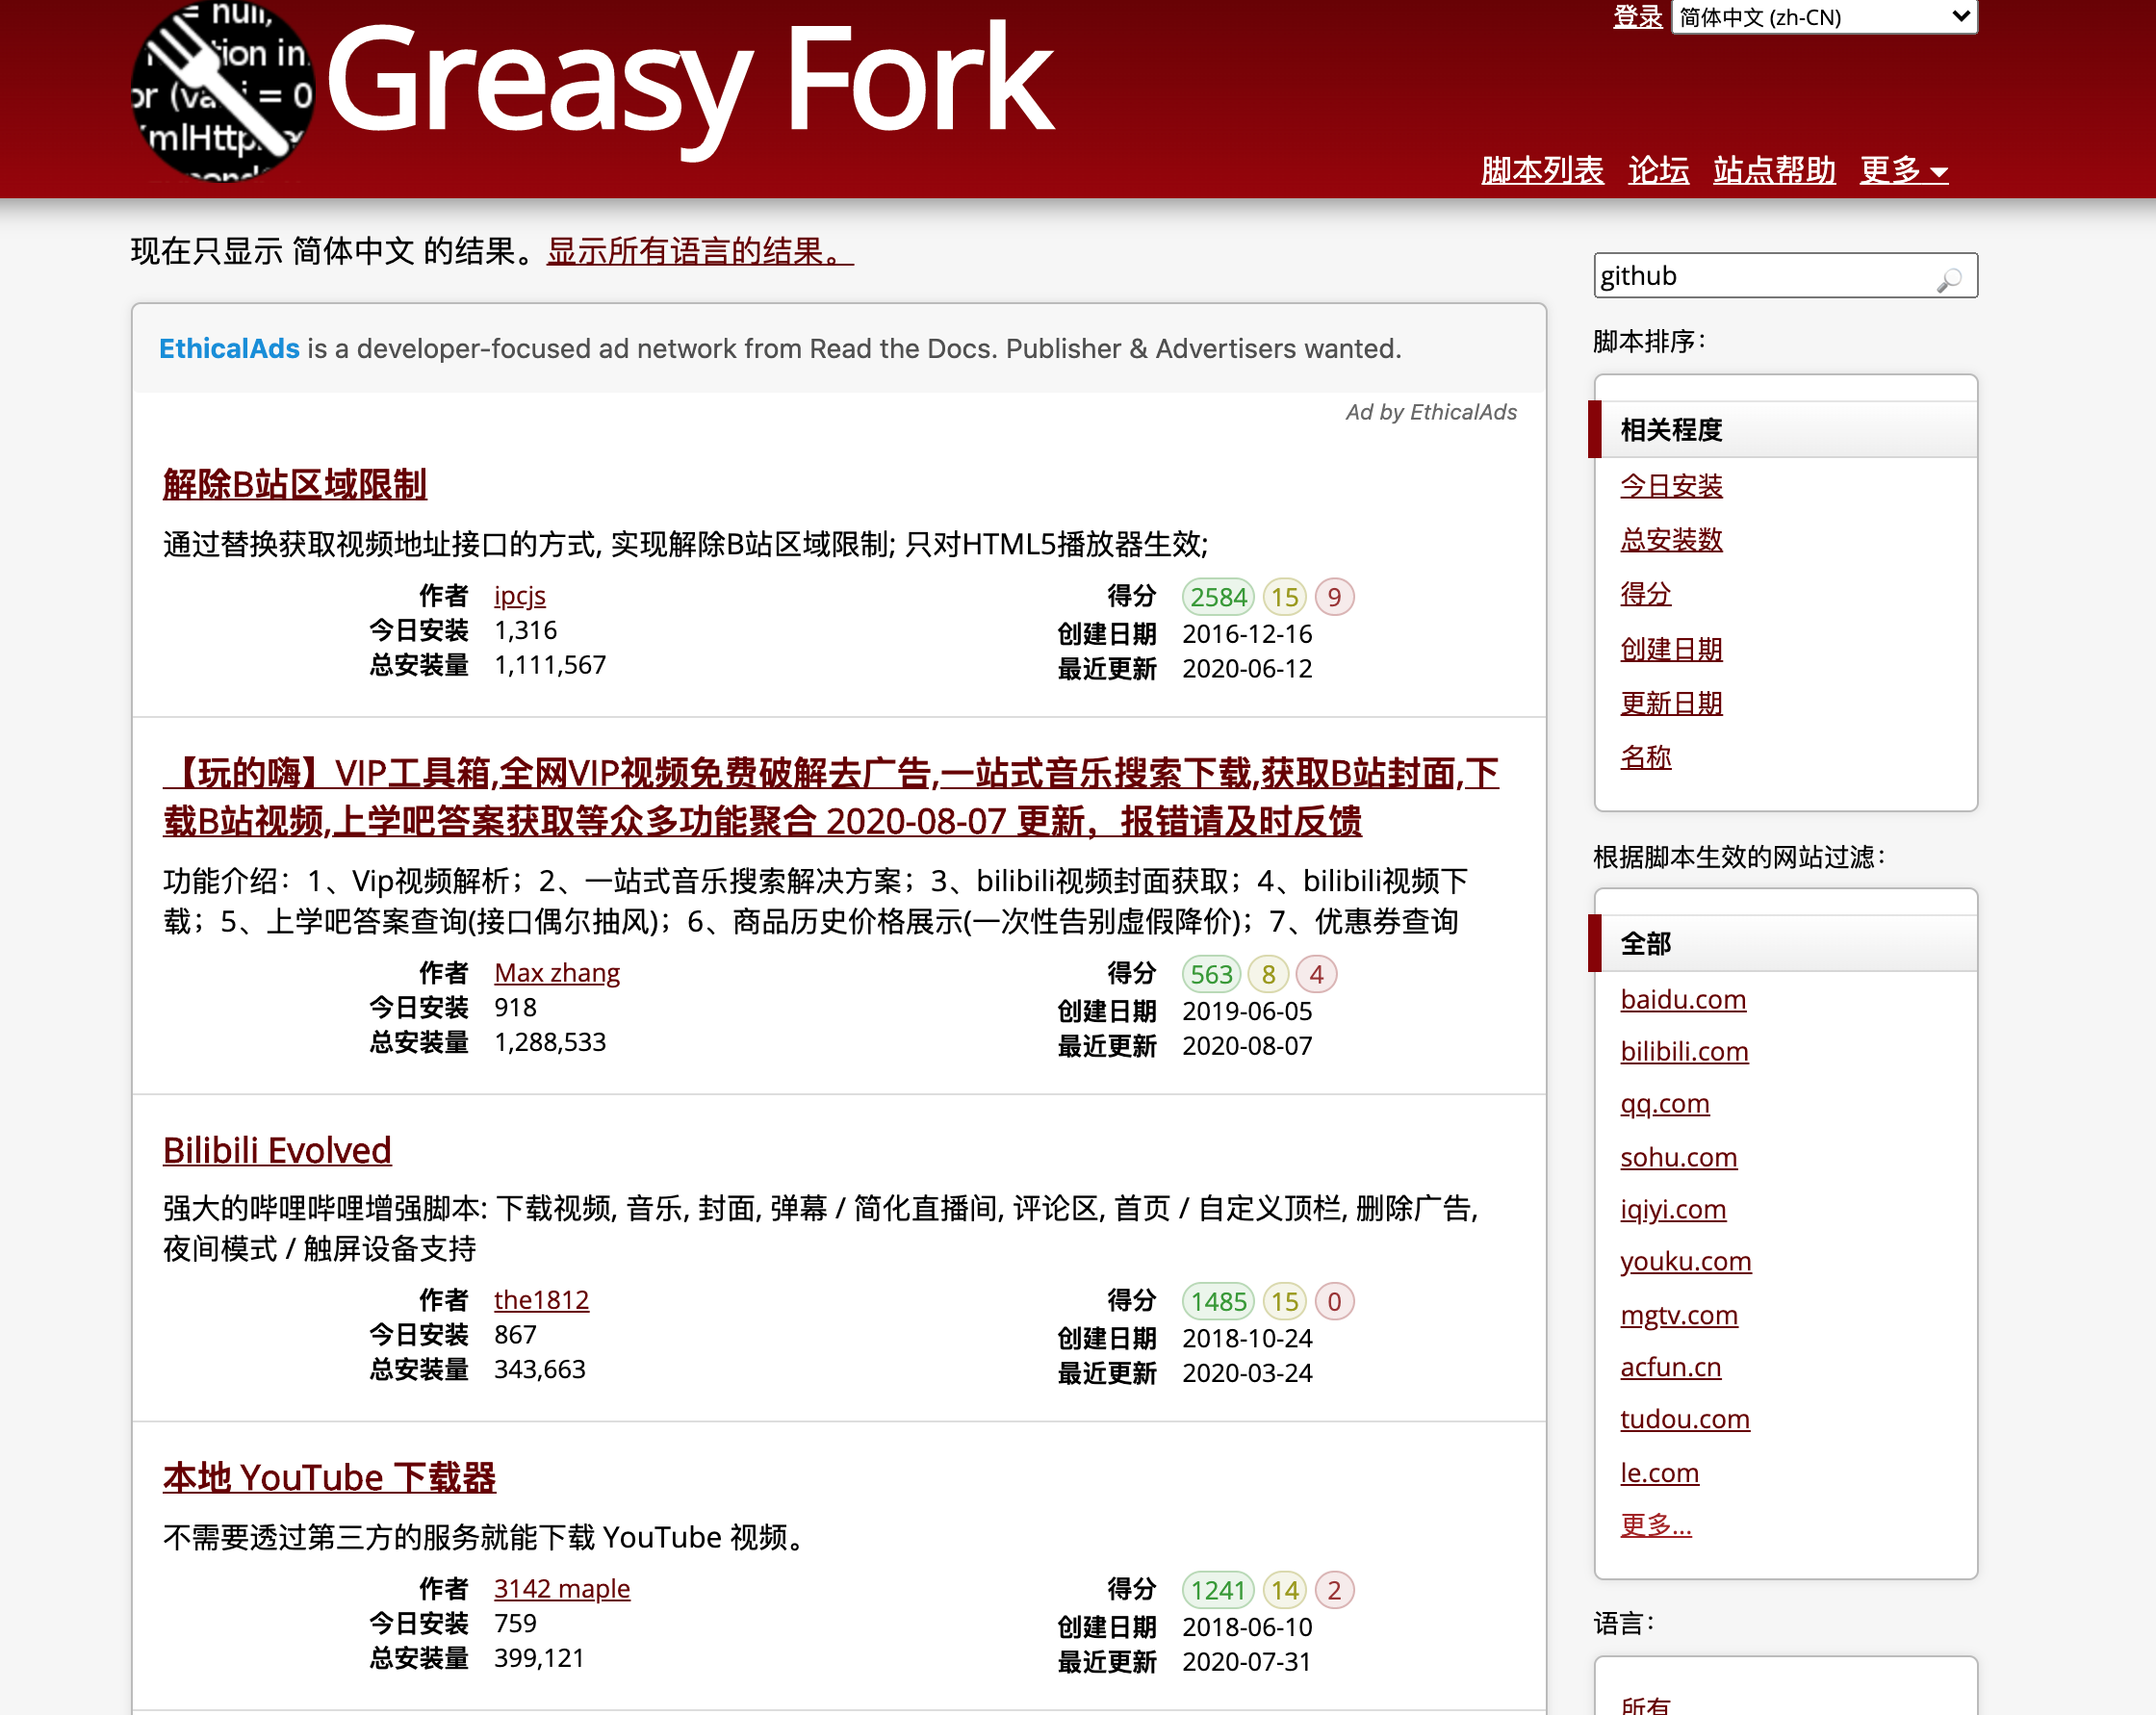 = null,
tion in
or (va i = 0
mlHttp
Greasy Fork
登录
简体中文 (zh-CN)
脚本列表 论坛 站点帮助 更多
现在只显示 简体中文 的结果。显示所有语言的结果。
EthicalAds is a developer-focused ad network from Read the Docs. Publisher & Advertisers wanted.
Ad by EthicalAds
解除B站区域限制
通过替换获取视频地址接口的方式, 实现解除B站区域限制; 只对HTML5播放器生效;
作者 ipcjs
今日安装 1,316
总安装量 1,111,567
得分 2584 15 9
创建日期 2016-12-16
最近更新 2020-06-12
【玩的嗨】VIP工具箱,全网VIP视频免费破解去广告,一站式音乐搜索下载,获取B站封面,下
载B站视频,上学吧答案获取等众多功能聚合 2020-08-07 更新，报错请及时反馈
功能介绍：1、Vip视频解析；2、一站式音乐搜索解决方案；3、bilibili视频封面获取；4、bilibili视频下
载；5、上学吧答案查询(接口偶尔抽风)；6、商品历史价格展示(一次性告别虚假降价)；7、优惠券查询
作者 Max zhang
今日安装 918
总安装量 1,288,533
得分 563 8 4
创建日期 2019-06-05
最近更新 2020-08-07
Bilibili Evolved
强大的哔哩哔哩增强脚本: 下载视频, 音乐, 封面, 弹幕 / 简化直播间, 评论区, 首页 / 自定义顶栏, 删除广告,
夜间模式 / 触屏设备支持
作者 the1812
今日安装 867
总安装量 343,663
得分 1485 15 0
创建日期 2018-10-24
最近更新 2020-03-24
本地 YouTube 下载器
不需要透过第三方的服务就能下载 YouTube 视频。
作者 3142 maple
今日安装 759
总安装量 399,121
得分 1241 14 2
创建日期 2018-06-10
最近更新 2020-07-31
github
脚本排序：
相关程度
今日安装
总安装数
得分
创建日期
更新日期
名称
根据脚本生效的网站过滤：
全部
baidu.com
bilibili.com
qq.com
sohu.com
iqiyi.com
youku.com
mgtv.com
acfun.cn
tudou.com
le.com
更多...
语言：
所有